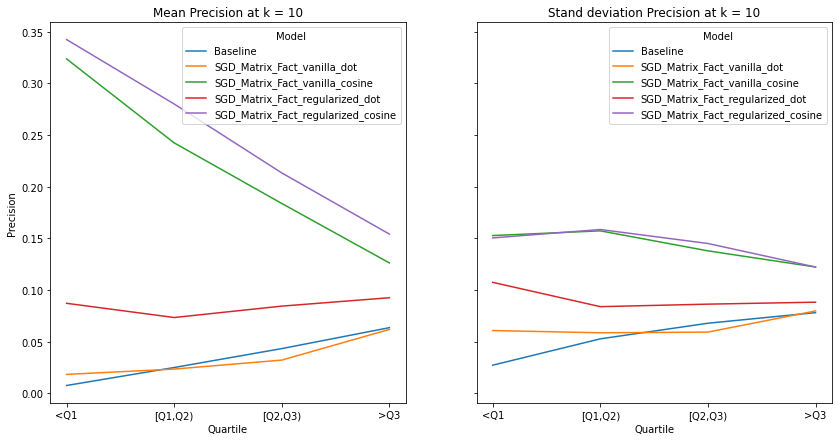 Mean Precision at k = 10
Precision
0.35
0.30
0.25
0.20
0.15
0.10
0.05
0.00
Model
Baseline
SGD_Matrix_Fact_vanilla_dot
SGD_Matrix_Fact_vanilla_cosine
SGD_Matrix_Fact_regularized_dot
SGD_Matrix_Fact_regularized_cosine
<Q1
[Q1,Q2)
[Q2,Q3)
>Q3
Quartile
Stand deviation Precision at k = 10
Model
Baseline
SGD_Matrix_Fact_vanilla_dot
SGD_Matrix_Fact_vanilla_cosine
SGD_Matrix_Fact_regularized_dot
SGD_Matrix_Fact_regularized_cosine
<Q1
[Q1,Q2)
[Q2,Q3)
>Q3
Quartile